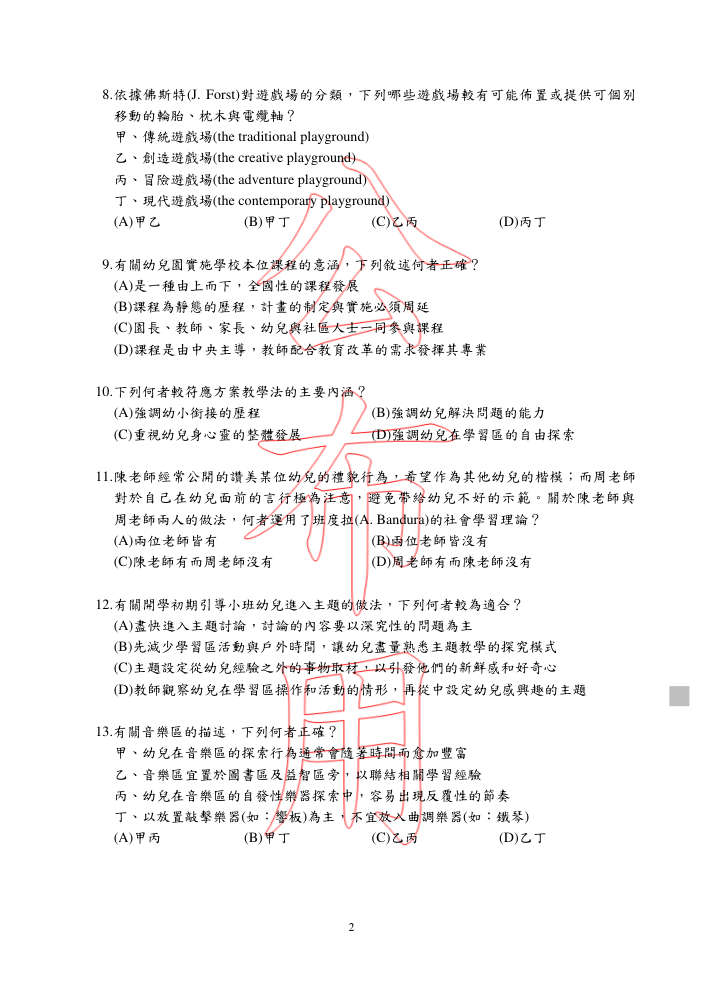 8.依據佛斯特(J. Forst)對遊戲場的分類，下列哪些遊戲場較有可能佈置或提供可個別
移動的輪胎、枕木與電纜軸？
甲、傳統遊戲場(the traditional playground)
乙、創造遊戲場(the creative playground)
丙、冒險遊戲場(the adventure playground)
丁、現代遊戲場(the contemporary playground)
(A)甲乙 (B)甲丁 (C)乙丙 (D)丙丁
9.有關幼兒園實施學校本位課程的意涵，下列敘述何者正確？
(A)是一種由上而下，全國性的課程發展
(B)課程為靜態的歷程，計畫的制定與實施必須周延
(C)園長、教師、家長、幼兒與社區人士一同參與課程
(D)課程是由中央主導，教師配合教育改革的需求發揮其專業
10.下列何者較符應方案教學法的主要內涵？
(A)強調幼小銜接的歷程 (B)強調幼兒解決問題的能力
(C)重視幼兒身心靈的整體發展 (D)強調幼兒在學習區的自由探索
11.陳老師經常公開的讚美某位幼兒的禮貌行為，希望作為其他幼兒的楷模；而周老師
對於自己在幼兒面前的言行極為注意，避免帶給幼兒不好的示範。關於陳老師與
周老師兩人的做法，何者運用了班度拉(A. Bandura)的社會學習理論？
(A)兩位老師皆有 (B)兩位老師皆沒有
(C)陳老師有而周老師沒有 (D)周老師有而陳老師沒有
12.有關開學初期引導小班幼兒進入主題的做法，下列何者較為適合？
(A)盡快進入主題討論，討論的內容要以深究性的問題為主
(B)先減少學習區活動與戶外時間，讓幼兒盡量熟悉主題教學的探究模式
(C)主題設定從幼兒經驗之外的事物取材，以引發他們的新鮮感和好奇心
(D)教師觀察幼兒在學習區操作和活動的情形，再從中設定幼兒感興趣的主題
13.有關音樂區的描述，下列何者正確？
甲、幼兒在音樂區的探索行為通常會隨著時間而愈加豐富
乙、音樂區宜置於圖書區及益智區旁，以聯結相關學習經驗
丙、幼兒在音樂區的自發性樂器探索中，容易出現反覆性的節奏
丁、以放置敲擊樂器(如：響板)為主，不宜放入曲調樂器(如：鐵琴)
(A)甲丙 (B)甲丁 (C)乙丙 (D)乙丁
公布用
2